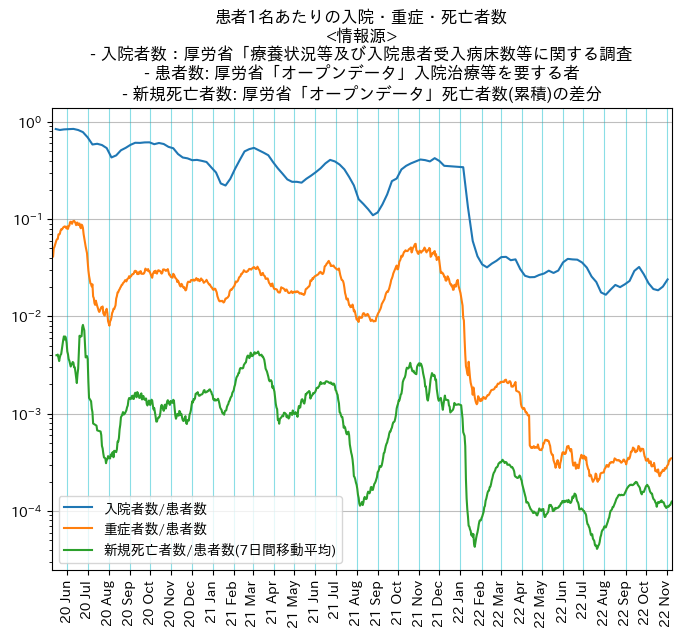 患者1名あたりの入院・重症・死亡者数
<情報源>
- 入院者数：厚労省「療養状況等及び入院患者受入病床数等に関する調査
- 患者数: 厚労省「オープンデータ」入院治療等を要する者
- 新規死亡者数: 厚労省「オープンデータ」死亡者数(累積)の差分
10⁰
10⁻¹
10⁻²
10⁻³
10⁻⁴
入院者数/患者数
重症者数/患者数
新規死亡者数/患者数(7日間移動平均)
20 Jun
20 Jul
20 Aug
20 Sep
20 Oct
20 Nov
20 Dec
21 Jan
21 Feb
21 Mar
21 Apr
21 May
21 Jun
21 Jul
21 Aug
21 Sep
21 Oct
21 Nov
21 Dec
22 Jan
22 Feb
22 Mar
22 Apr
22 May
22 Jun
22 Jul
22 Aug
22 Sep
22 Oct
22 Nov